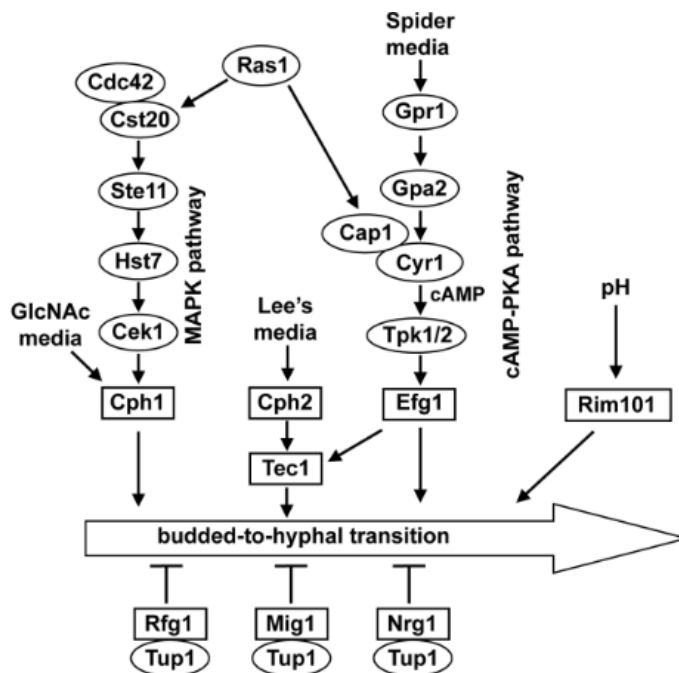 Spider
media
Cdc42
Ras1
Cst20
Gpr1
Ste11
Gpa2
Cap1
Hst7
Cyr1
MAPK pathway
cAMP-PKA pathway
GlcNAc
media
Lee's
media
cAMP
pH
Cek1
Tpk1/2
Cph1
Cph2
Efg1
Rim101
Tec1
budded-to-hyphal transition
Rfg1
Mig1
Nrg1
Tup1
Tup1
Tup1